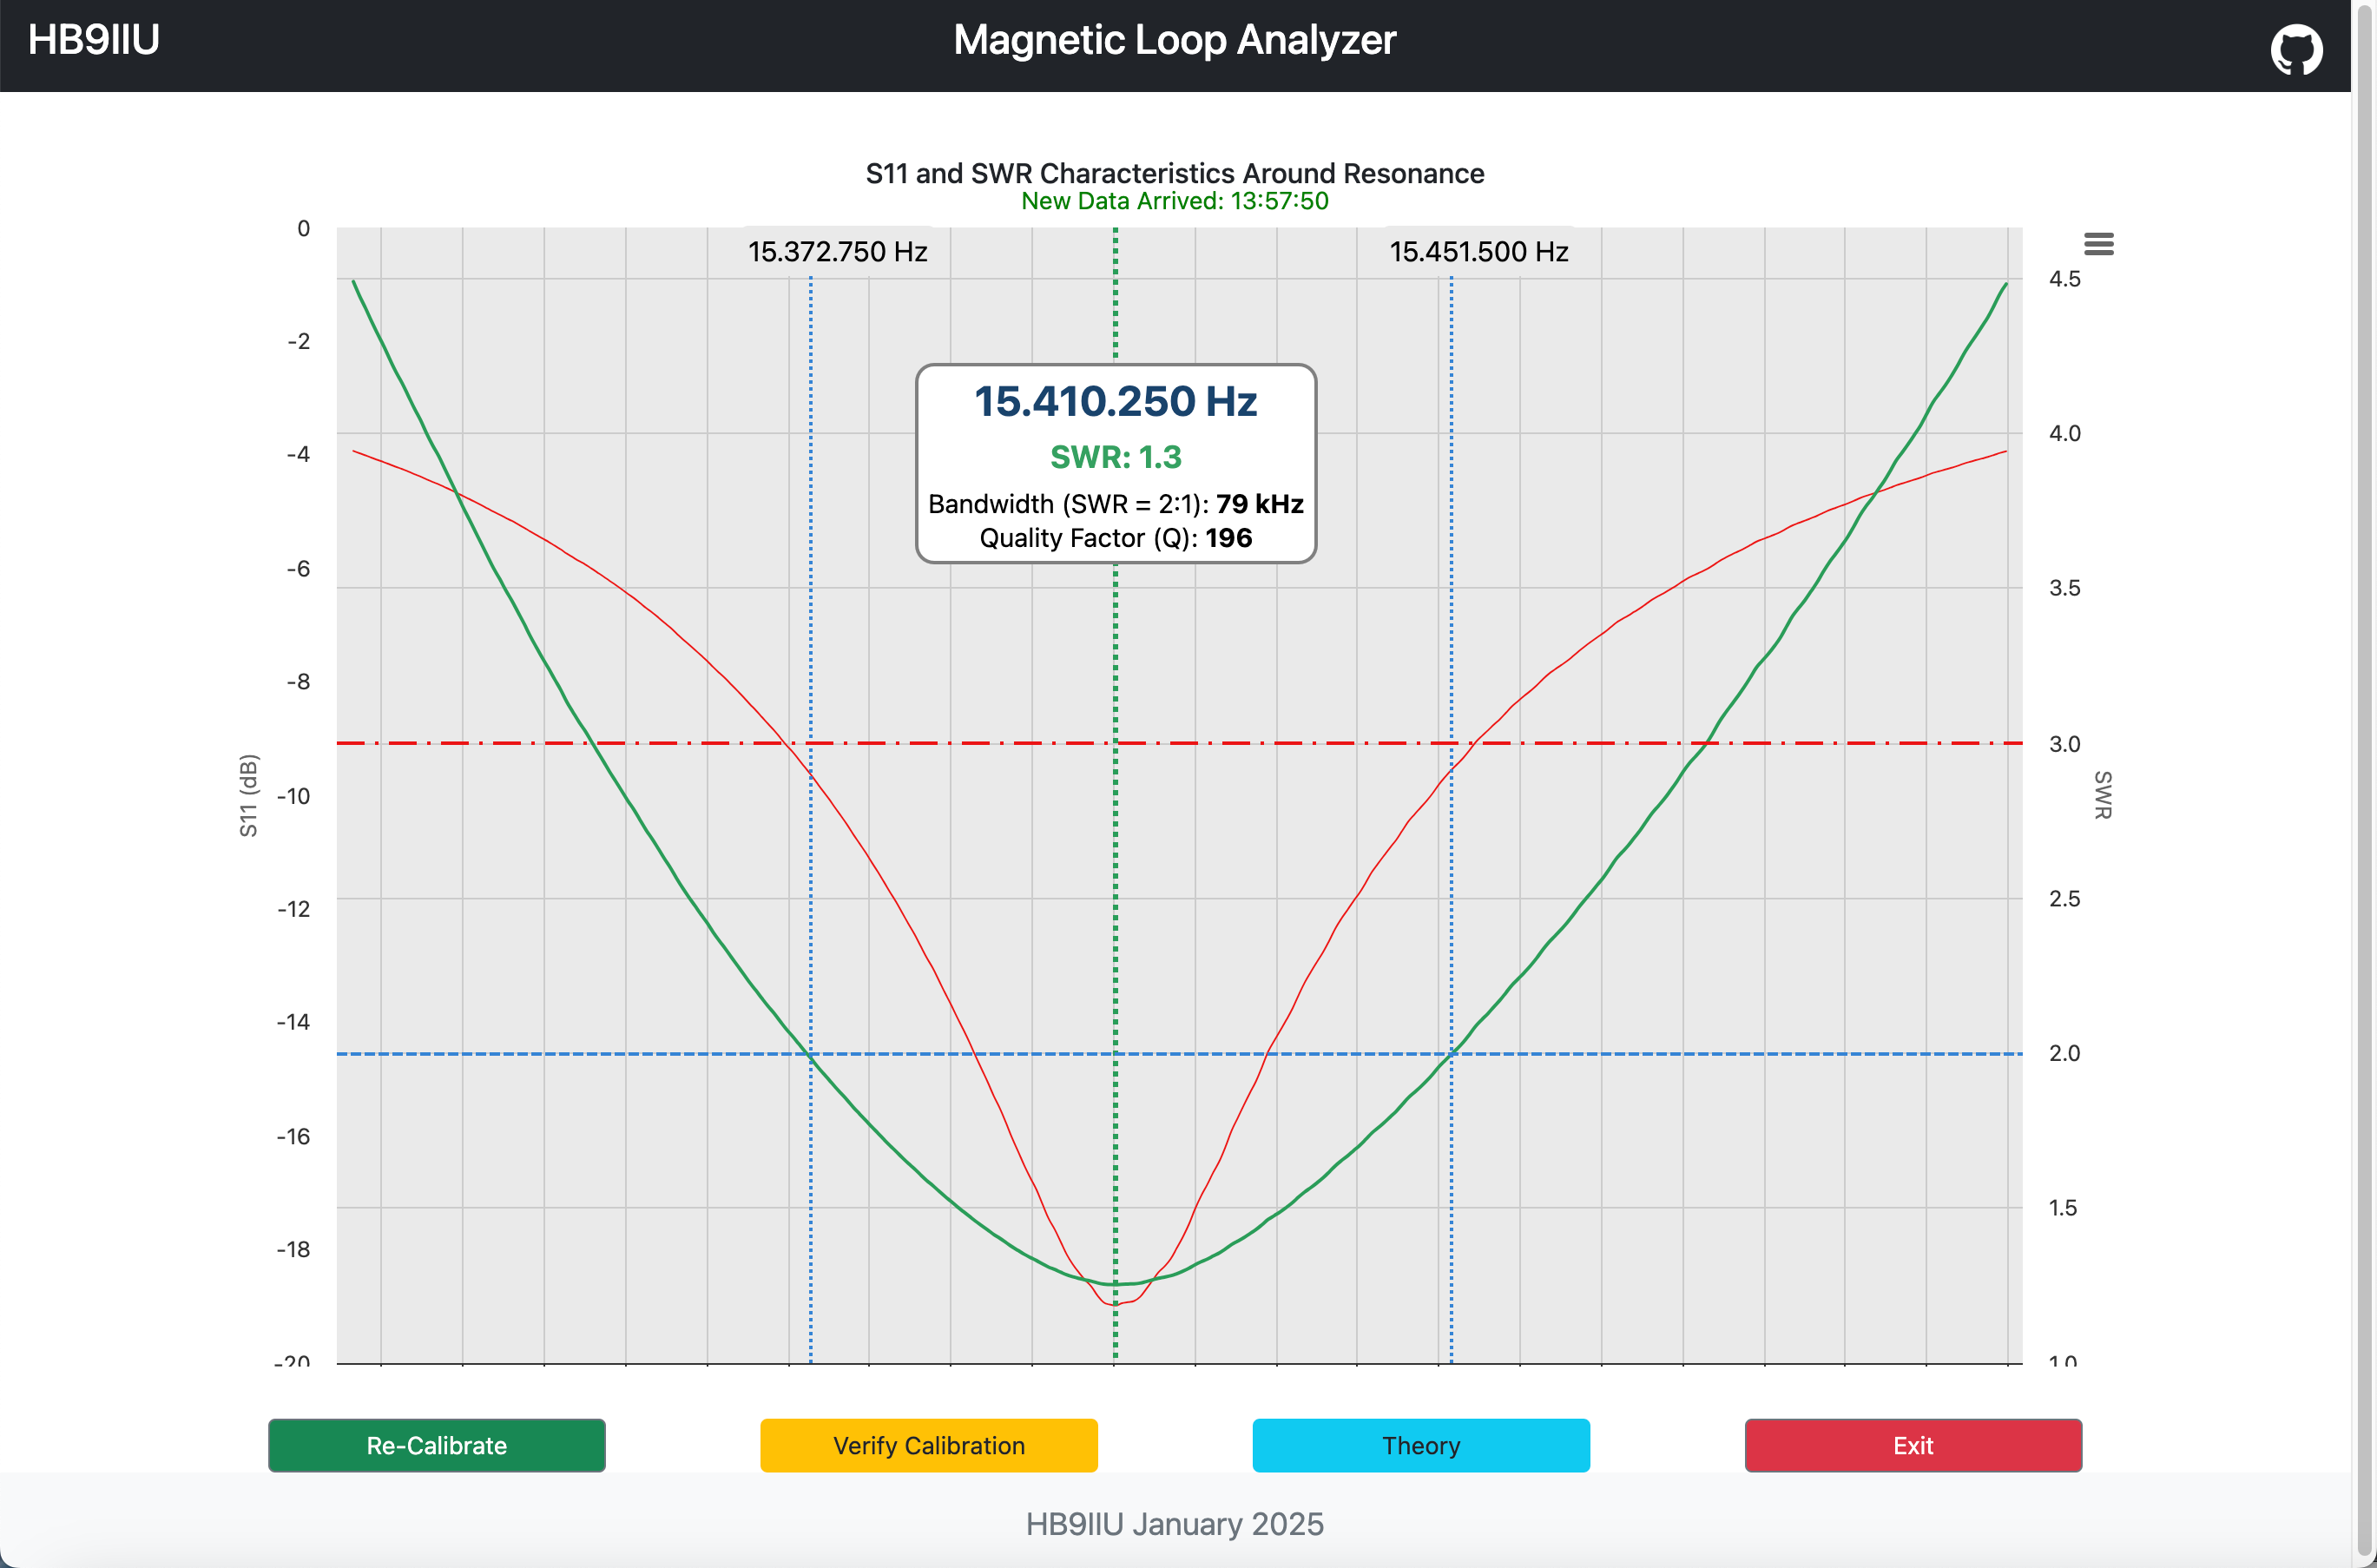 HB9IIU
Magnetic Loop Analyzer
S11 and SWR Characteristics Around Resonance
New Data Arrived: 13:57:50
15.372.750 Hz
15.451.500 Hz
15.410.250 Hz
SWR: 1.3
Bandwidth (SWR = 2:1): 79 kHz
Quality Factor (Q): 196
S11 (dB)
0
-2
-4
-6
-8
-10
-12
-14
-16
-18
-20
SWR
4.5
4.0
3.5
3.0
2.5
2.0
1.5
1.0
Re-Calibrate
Verify Calibration
Theory
Exit
HB9IIU January 2025